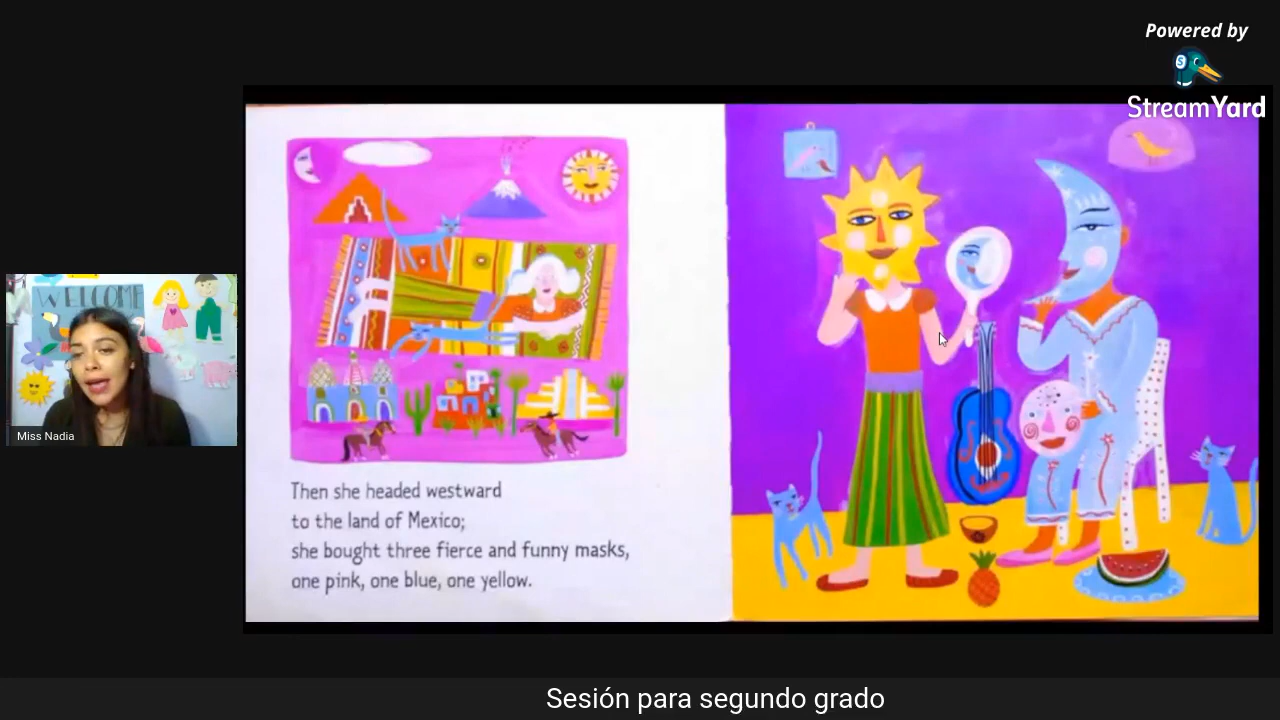 Powered by
StreamYard
WELCOME
Miss Nadia
Then she headed westward
to the land of Mexico;
she bought three fierce and funny masks,
one pink, one blue, one yellow.
Sesión para segundo grado